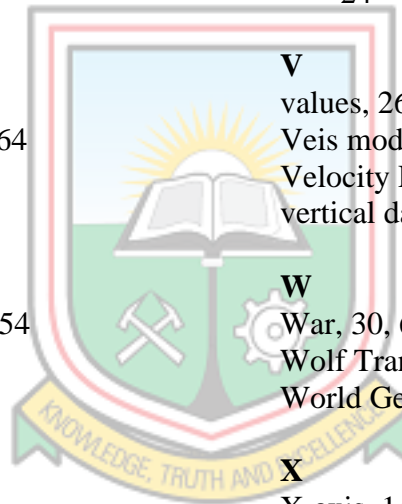 24
V
values, 26
Veis mod
64
Velocity
vertical da
W
War, 30,
54
Wolf Tran
World Ge
X
X-axis, 1
KNOWLEDGE, TRUTH AND EXCELLENCE